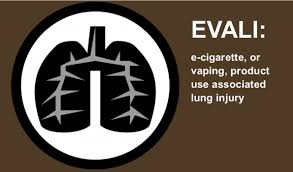 EVALI:
e-cigarette, or
vaping, product
use associated
lung injury